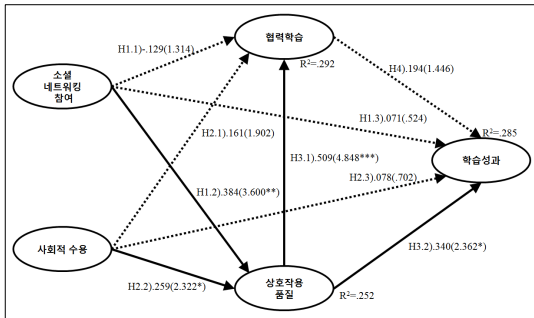 협력학습
H1.1)-.129(1.314)
R²=.292
H4).194(1.446)
소셜
네트워킹
참여
H2.1).161(1.902)
H1.3).071(.524)
R²=.285
H3.1).509(4.848***)
학습성과
H1.2).384(3.600**)
H2.3).078(.702)
사회적 수용
H3.2).340(2.362*)
H2.2).259(2.322*)
상호작용
품질
R²=.252